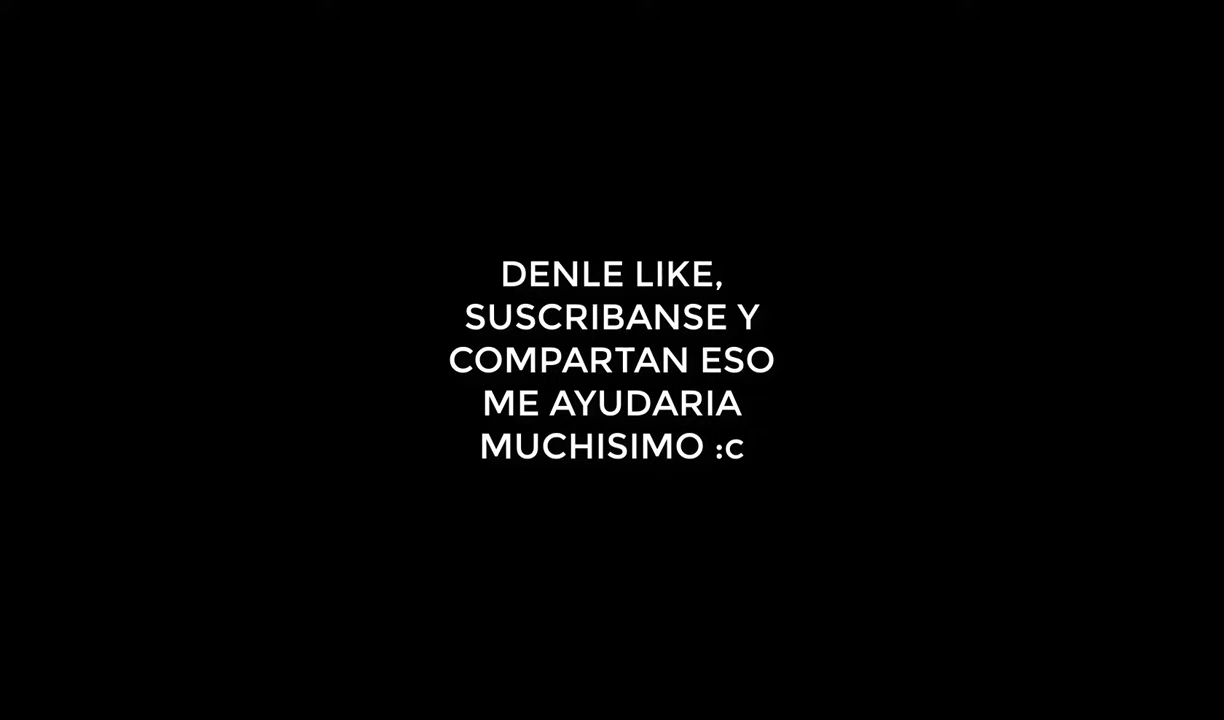 DENLE LIKE,
SUSCRIBANSE Y
COMPARTAN ESO
ME AYUDARIA
MUCHISIMO :c